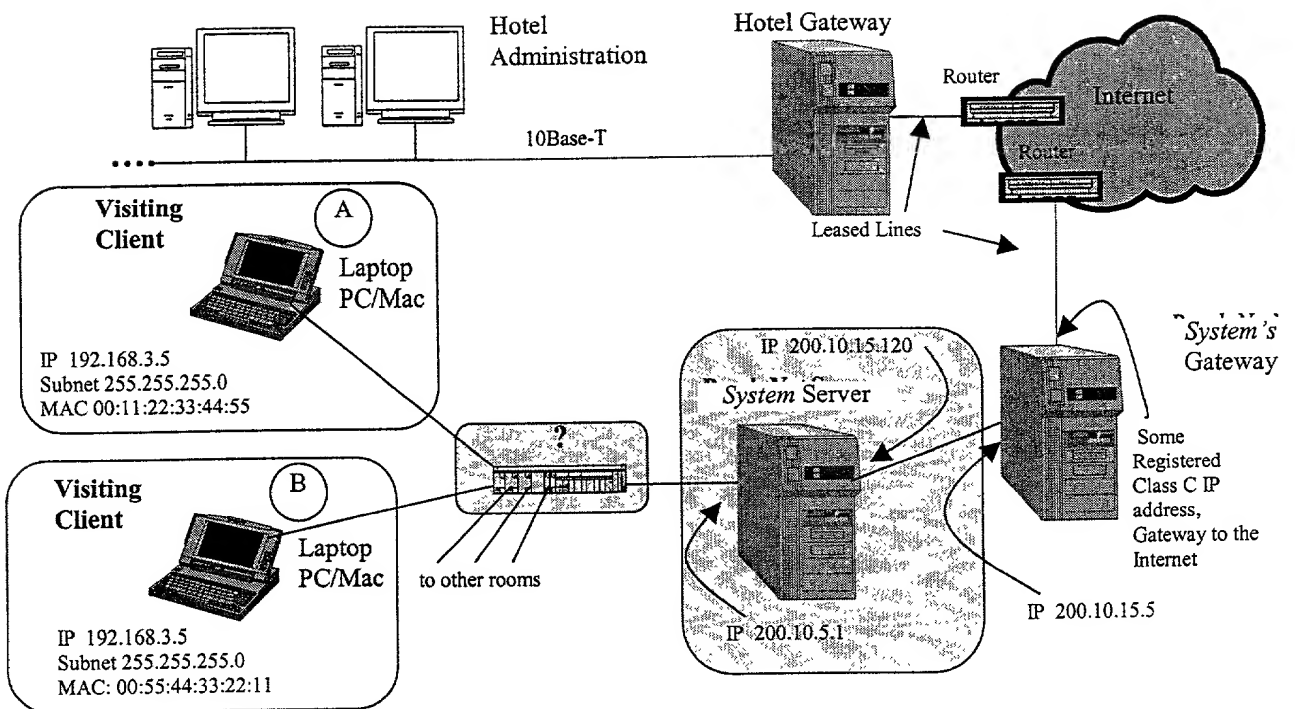 Hotel
Administration
Hotel Gateway
Router
Internet
Router
10Base-T
Leased Lines
Visiting
Client
A
Laptop
PC/Mac
IP 192.168.3.5
Subnet 255.255.255.0
MAC 00:11:22:33:44:55
Visiting
Client
B
Laptop
PC/Mac
IP 192.168.3.5
Subnet 255.255.255.0
MAC: 00:55:44:33:22:11
?
to other rooms
IP 200.10.15.120
System Server
IP 200.10.5.1
System's
Gateway
Some
Registered
Class C IP
address,
Gateway to the
Internet
IP 200.10.15.5